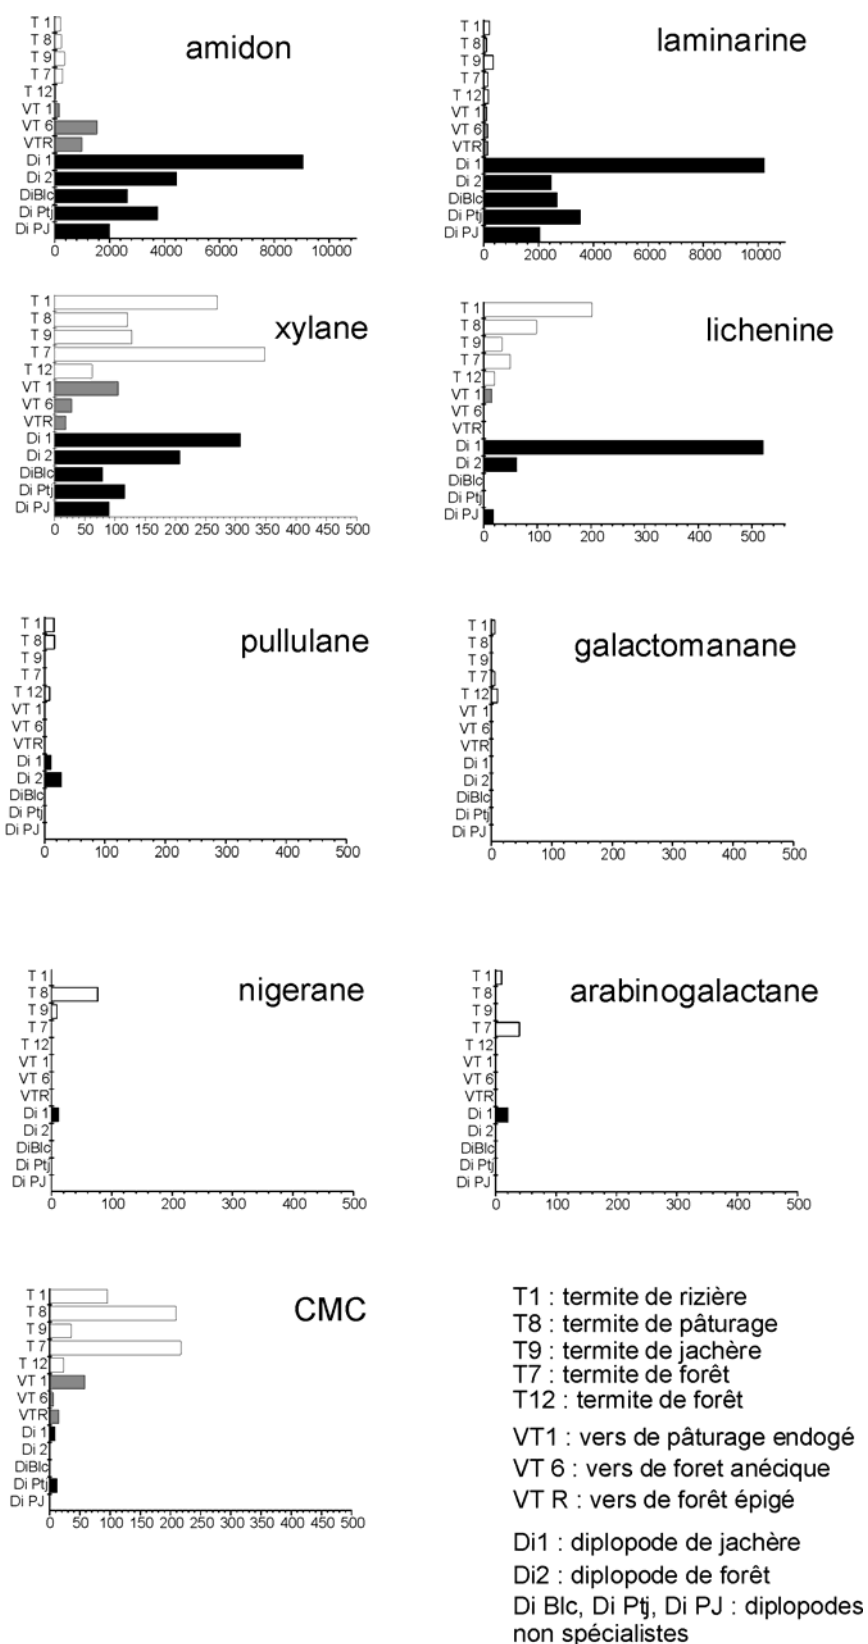 amidon
T 1
T 8
T 9
T 7
T 12
VT 1
VT 6
VTR
Di 1
Di 2
DiBlc
Di Ptj
Di PJ
0 2000 4000 6000 8000 10000
laminarine
T 1
T 8
T 9
T 7
T 12
VT 1
VT 6
VTR
Di 1
Di 2
DiBlc
Di Ptj
Di PJ
0 2000 4000 6000 8000 10000
xylane
T 1
T 8
T 9
T 7
T 12
VT 1
VT 6
VTR
Di 1
Di 2
DiBlc
Di Ptj
Di PJ
0 50 100 150 200 250 300 350 400 450 500
lichenine
T 1
T 8
T 9
T 7
T 12
VT 1
VT 6
VTR
Di 1
Di 2
DiBlc
Di Ptj
Di PJ
0 100 200 300 400 500
pullulane
T 1
T 8
T 9
T 7
T 12
VT 1
VT 6
VTR
Di 1
Di 2
DiBlc
Di Ptj
Di PJ
0 100 200 300 400 500
galactomanane
T 1
T 8
T 9
T 7
T 12
VT 1
VT 6
VTR
Di 1
Di 2
DiBlc
Di Ptj
Di PJ
0 100 200 300 400 500
nigerane
T 1
T 8
T 9
T 7
T 12
VT 1
VT 6
VTR
Di 1
Di 2
DiBlc
Di Ptj
Di PJ
0 100 200 300 400 500
arabinogalactane
T 1
T 8
T 9
T 7
T 12
VT 1
VT 6
VTR
Di 1
Di 2
DiBlc
Di Ptj
Di PJ
0 100 200 300 400 500
CMC
T 1
T 8
T 9
T 7
T 12
VT 1
VT 6
VTR
Di 1
Di 2
DiBlc
Di Ptj
Di PJ
0 50 100 150 200 250 300 350 400 450 500
T1 : termite de rizière
T8 : termite de pâturage
T9 : termite de jachère
T7 : termite de forêt
T12 : termite de forêt
VT1 : vers de pâturage endogé
VT 6 : vers de foret anécique
VT R : vers de forêt épigé
Di1 : diplopode de jachère
Di2 : diplopode de forêt
Di Blc, Di Ptj, Di PJ : diplopodes
non spécialistes